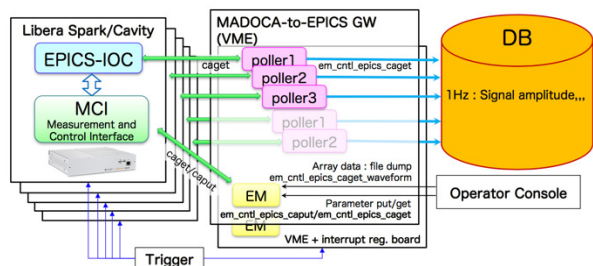 Libera Spark/Cavity
EPICS-IOC
MCI
Measurement and
Control Interface
MADOCA-to-EPICS GW
(VME)
caget
poller1
poller2
poller3
poller1
poller2
em_cntl_epics_caget
DB
1Hz : Signal amplitude,,,
caget/caput
Array data : file dump
em_cntl_epics_caget_waveform
EM
Parameter put/get
em_cntl_epics_caput/em_cntl_epics_caget
EM
Operator Console
VME + interrupt reg. board
Trigger